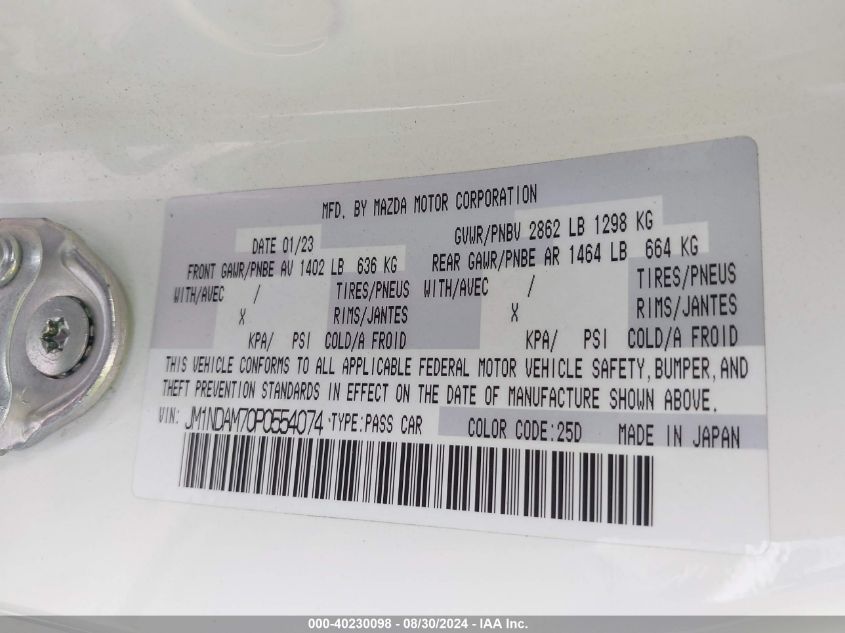 MFD. BY MAZDA MOTOR CORPORATION
DATE 01/23 GVWR/PNBV 2862 LB 1298 KG
FRONT GAWR/PNBE AV 1402 LB 636 KG REAR GAWR/PNBE AR 1464 LB 664 KG
WITH/AVEC / TIRES/PNEUS WITH/AVEC / TIRES/PNEUS
X RIMS/JANTES X RIMS/JANTES
KPA/ PSI COLD/A FROID KPA/ PSI COLD/A FROID
THIS VEHICLE CONFORMS TO ALL APPLICABLE FEDERAL MOTOR VEHICLE SAFETY, BUMPER, AND
THEFT PREVENTION STANDARDS IN EFFECT ON THE DATE OF MANUFACTURE SHOWN ABOVE.
VIN: JM1NDAM70P0554074 TYPE: PASS CAR COLOR CODE: 25D MADE IN JAPAN
000-40230098 - 08/30/2024 - IAA Inc.